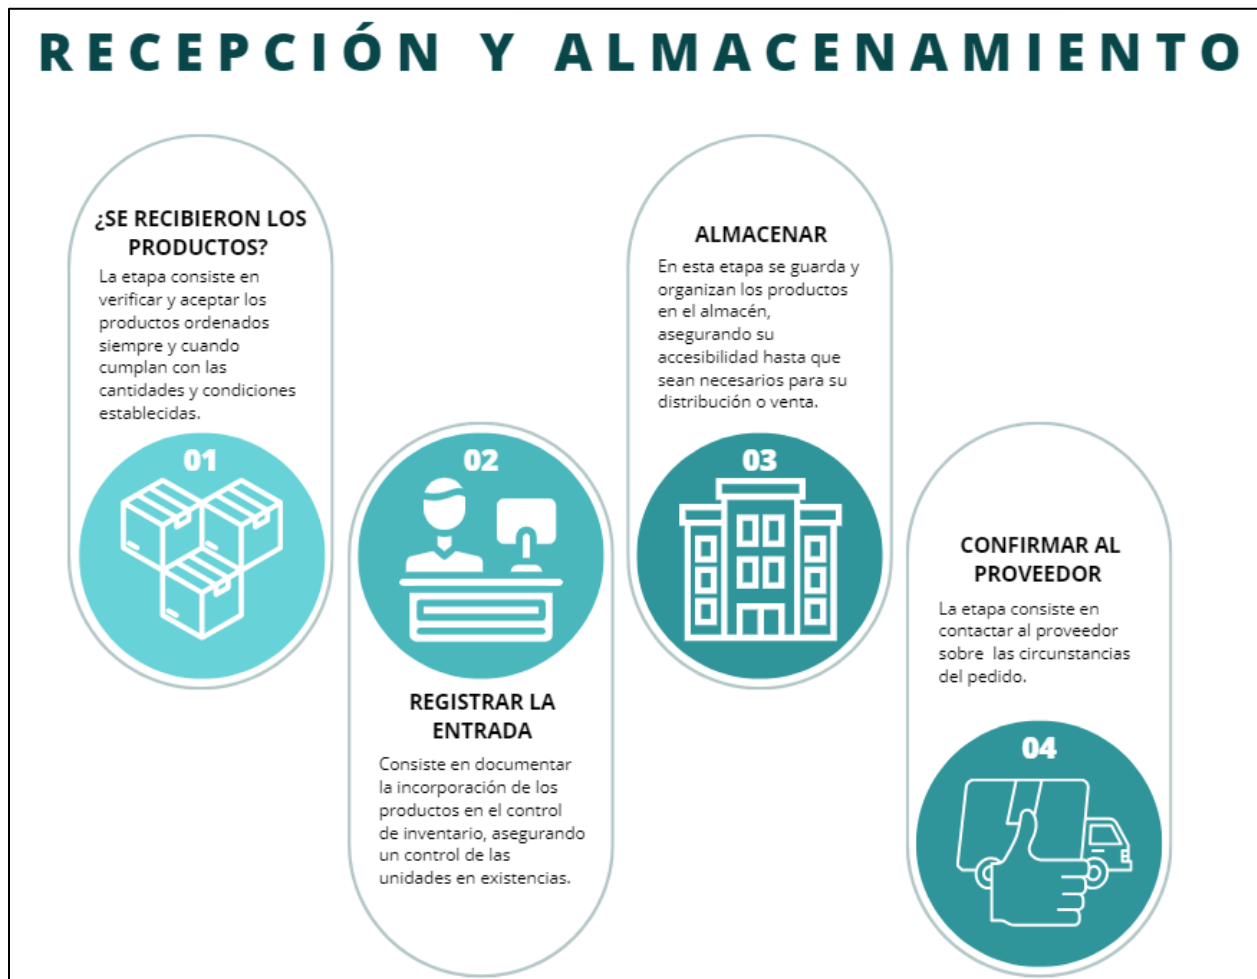 RECEPCIÓN Y ALMACENAMIENTO
¿SE RECIBIERON LOS
PRODUCTOS?
La etapa consiste en
verificar y aceptar los
productos ordenados
siempre y cuando
cumplan con las
cantidades y condiciones
establecidas.
01
02
REGISTRAR LA
ENTRADA
Consiste en documentar
la incorporación de los
productos en el control
de inventario, asegurando
un control de las
unidades en existencias.
ALMACENAR
En esta etapa se guarda y
organizan los productos
en el almacén,
asegurando su
accesibilidad hasta que
sean necesarios para su
distribución o venta.
03
CONFIRMAR AL
PROVEEDOR
La etapa consiste en
contactar al proveedor
sobre las circunstancias
del pedido.
04